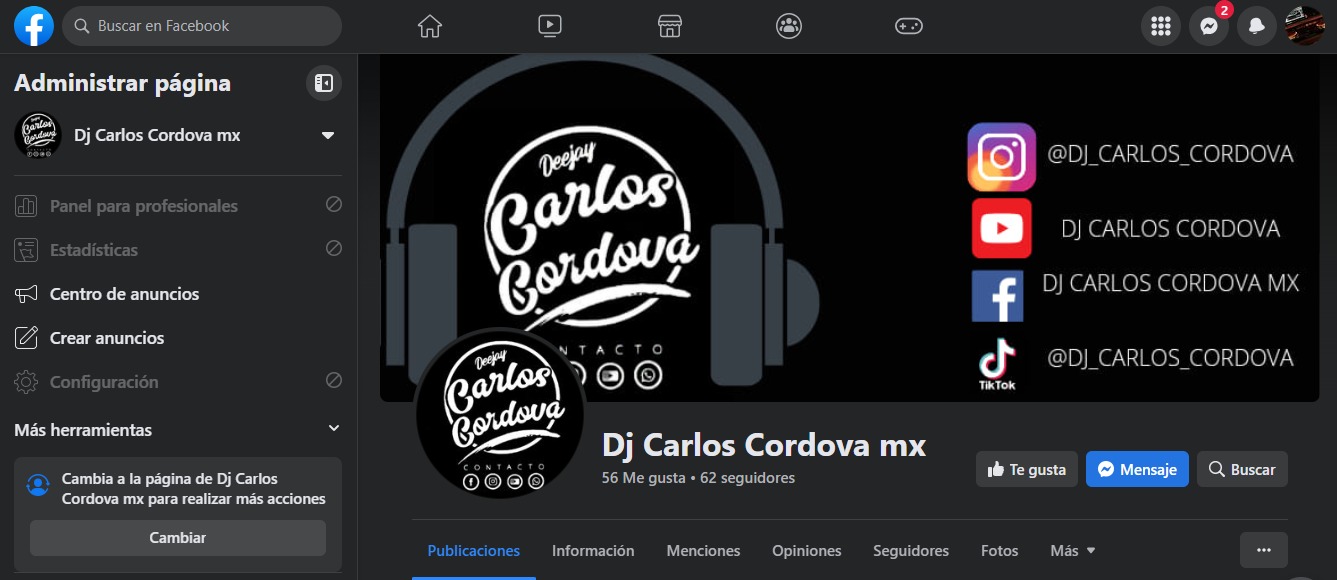 Buscar en Facebook
2
Administrar página
Dj Carlos Cordova mx
Panel para profesionales
Estadísticas
Centro de anuncios
Crear anuncios
Configuración
Más herramientas
Cambia a la página de Dj Carlos
Cordova mx para realizar más acciones
Cambiar
Deejay
Carlos
Cordova
NTACTO
@DJ_CARLOS_CORDOVA
DJ CARLOS CORDOVA
DJ CARLOS CORDOVA MX
@DJ_CARLOS_CORDOVA
TikTok
Deejay
Carlos
Cordova
CONTACTO
Dj Carlos Cordova mx
56 Me gusta • 62 seguidores
Te gusta
Mensaje
Buscar
Publicaciones
Información
Menciones
Opiniones
Seguidores
Fotos
Más